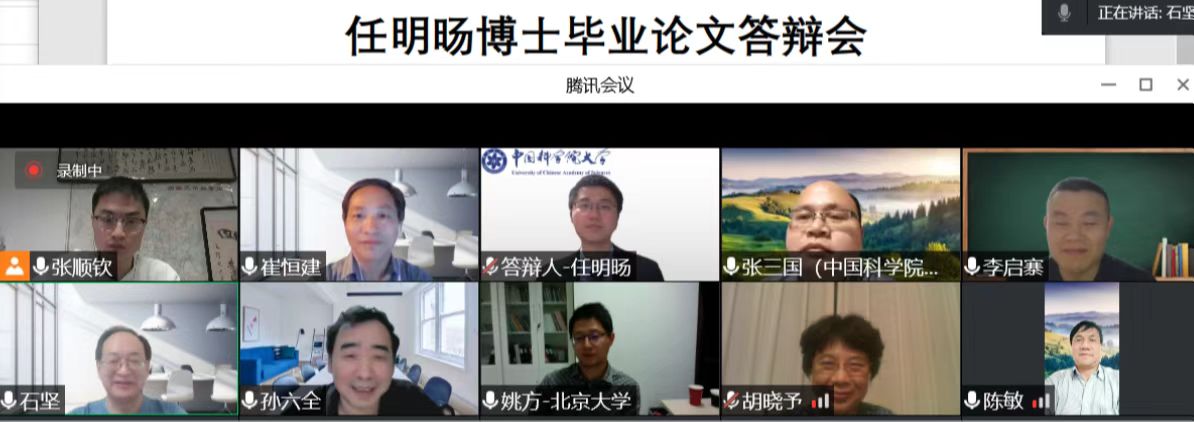 任明旸博士毕业论文答辩会
正在讲话: 石坚
腾讯会议
录制中
中国科学院大学
University of Chinese Academy of Sciences
张顺钦
崔恒建
答辩人-任明旸
张三国（中国科学院...
李启寨
石坚
孙六全
姚方-北京大学
胡晓予
陈敏